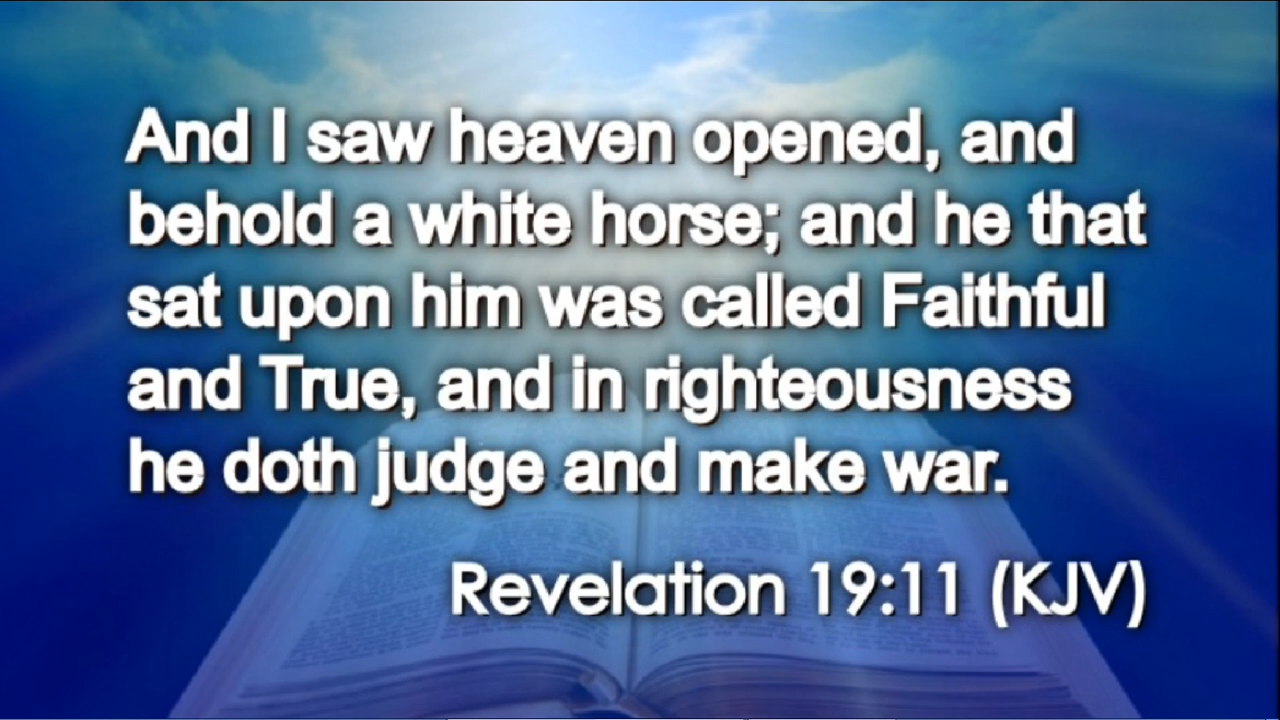 And I saw heaven opened, and
behold a white horse; and he that
sat upon him was called Faithful
and True, and in righteousness
he doth judge and make war.
Revelation 19:11 (KJV)